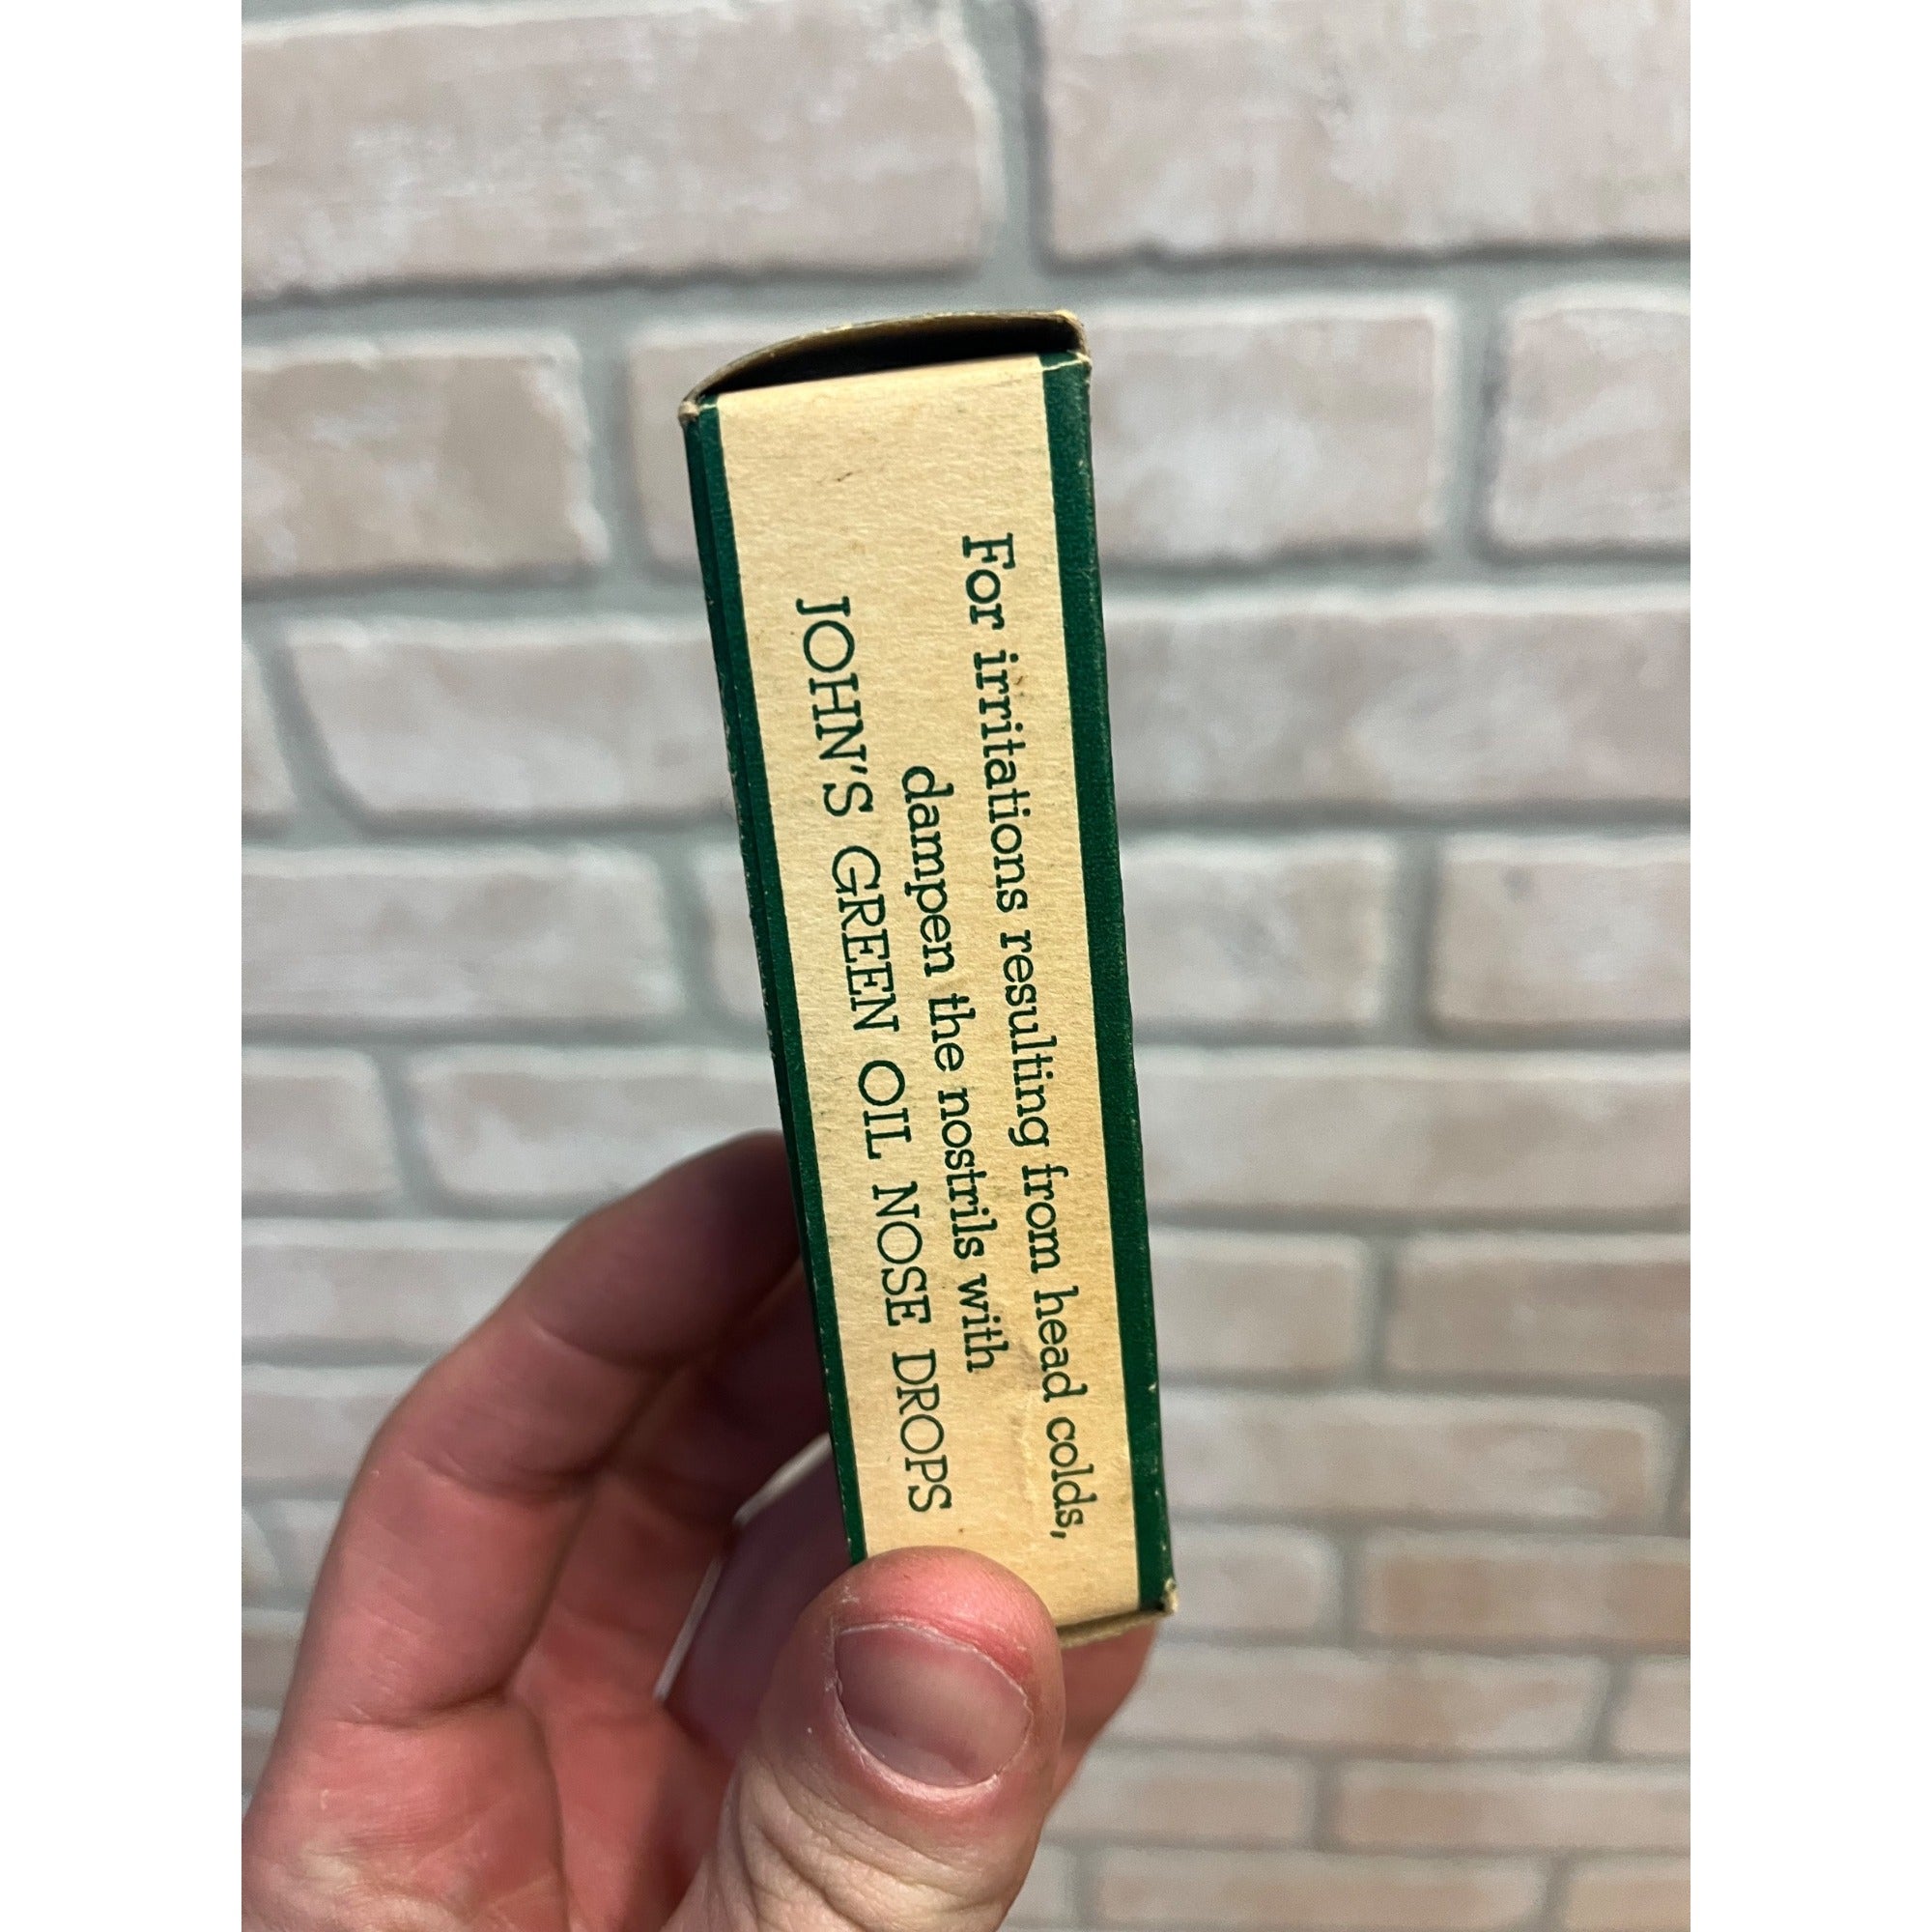 For irritations resulting from head colds,
dampen the nostrils with
JOHN'S GREEN OIL NOSE DROPS